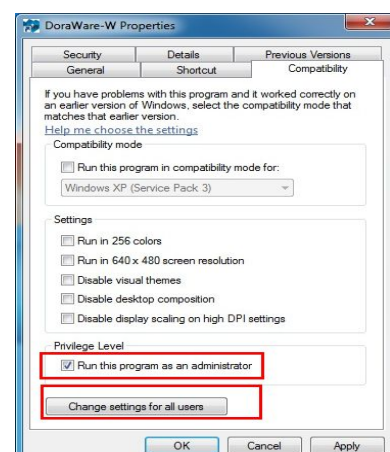 DoraWare-W Properties
Security Details Previous Versions
General Shortcut Compatibility
If you have problems with this program and it worked correctly on
an earlier version of Windows, select the compatibility mode that
matches that earlier version.
Help me choose the settings
Compatibility mode
Run this program in compatibility mode for:
Windows XP (Service Pack 3)
Settings
Run in 256 colors
Run in 640 x 480 screen resolution
Disable visual themes
Disable desktop composition
Disable display scaling on high DPI settings
Privilege Level
Run this program as an administrator
Change settings for all users
OK Cancel Apply